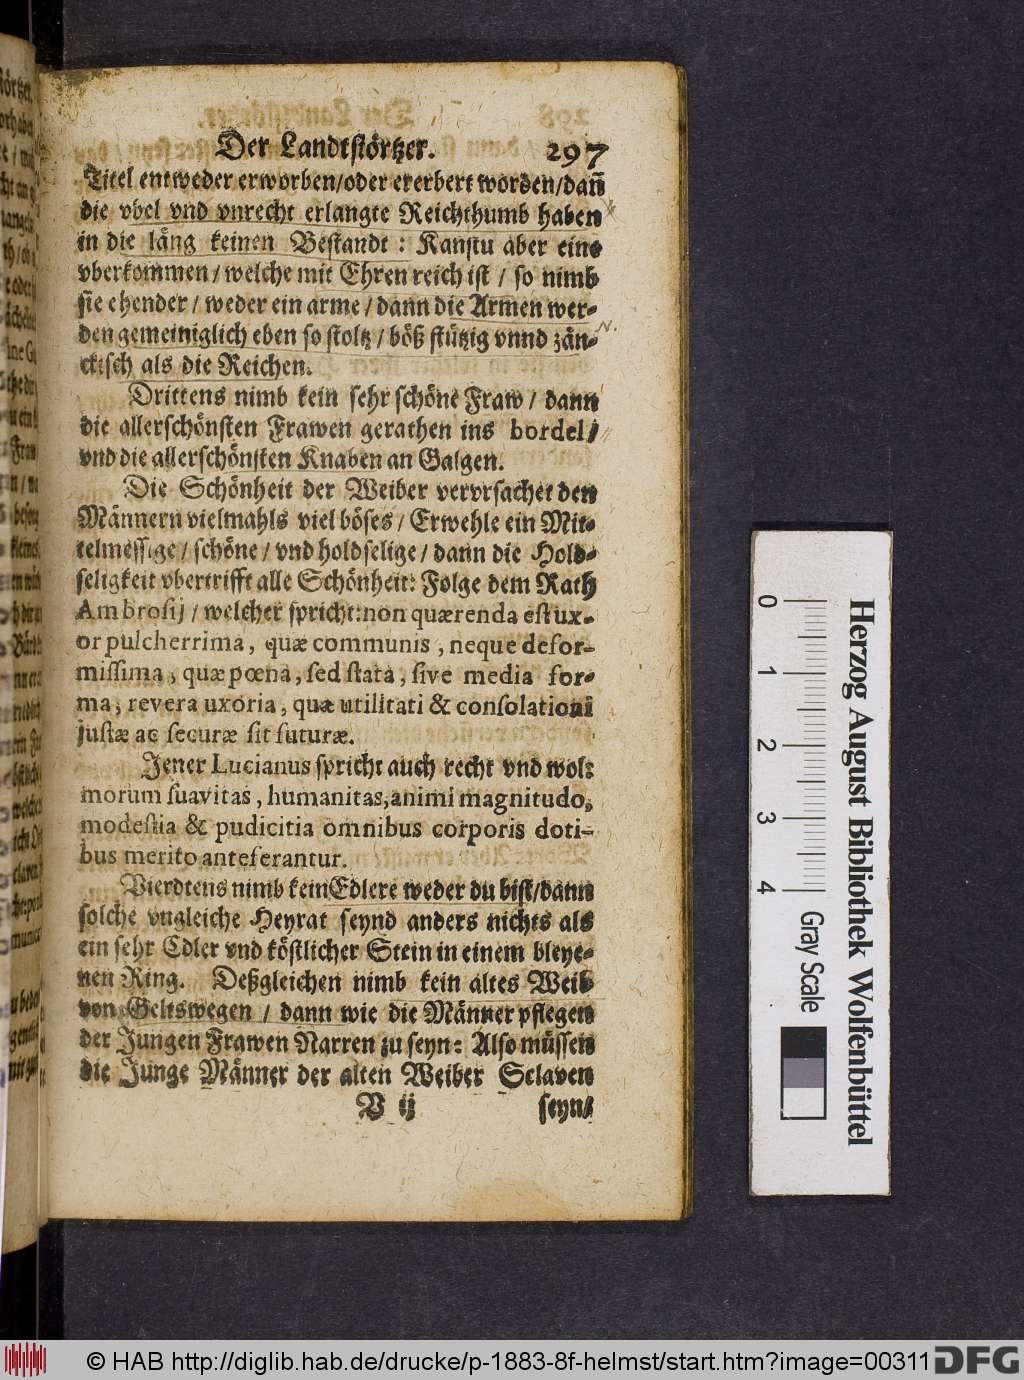 Der Landtstörtzer. 297
Titel entweder erworben/oder ererbert worden/dañ
die vbel vnd vnrecht erlangte Reichthumb haben
in die läng keinen Bestandt: Kanstu aber eine
vberkommen/welche mit Ehren reich ist/ so nimb
sie ehender/ weder ein arme/ dann die Armen wer-
den gemeiniglich eben so stoltz/ böß stützig vnnd zän- N.
ckisch als die Reichen.
Drittens nimb kein sehr schöne Fraw/ dann
die allerschönsten Frawen gerathen ins bordel/
vnd die allerschönsten Knaben an Galgen.
Die Schönheit der Weiber vervrsachet den
Männern vielmahls viel böses/ Erwehle ein Mit-
telmessige/ schöne/ vnd holdselige/ dann die Hold-
seligkeit vbertrifft alle Schönheit: Folge dem Rath
Ambrosij/ welcher spricht: non quærenda est ux-
or pulcherrima, quæ communis, neque defor-
missima, quæ pœna, sed stata, sive media for-
ma, revera uxoria, quæ utilitati & consolationi
justæ ac securæ sit suturæ.
Jener Lucianus spricht auch recht vnd wol:
morum suavitas, humanitas, animi magnitudo,
modestia & pudicitia omnibus corporis doti-
bus merito anteferantur.
Vierdtens nimb kein Edlere weder du bist/dann
solche vngleiche Heyrat seynd anders nichts als
ein sehr Edler vnd köstlicher Stein in einem bleye-
nen Ring. Deßgleichen nimb kein altes Weib
von Geltswegen/ dann wie die Männer pflegen
der Jungen Frawen Narren zu seyn: Also müssen
die Junge Männer der alten Weiber Sclaven
V ij seyn/
0 1 2 3 4
Gray Scale
Herzog August Bibliothek Wolfenbüttel
© HAB http://diglib.hab.de/drucke/p-1883-8f-helmst/start.htm?image=00311 DFG